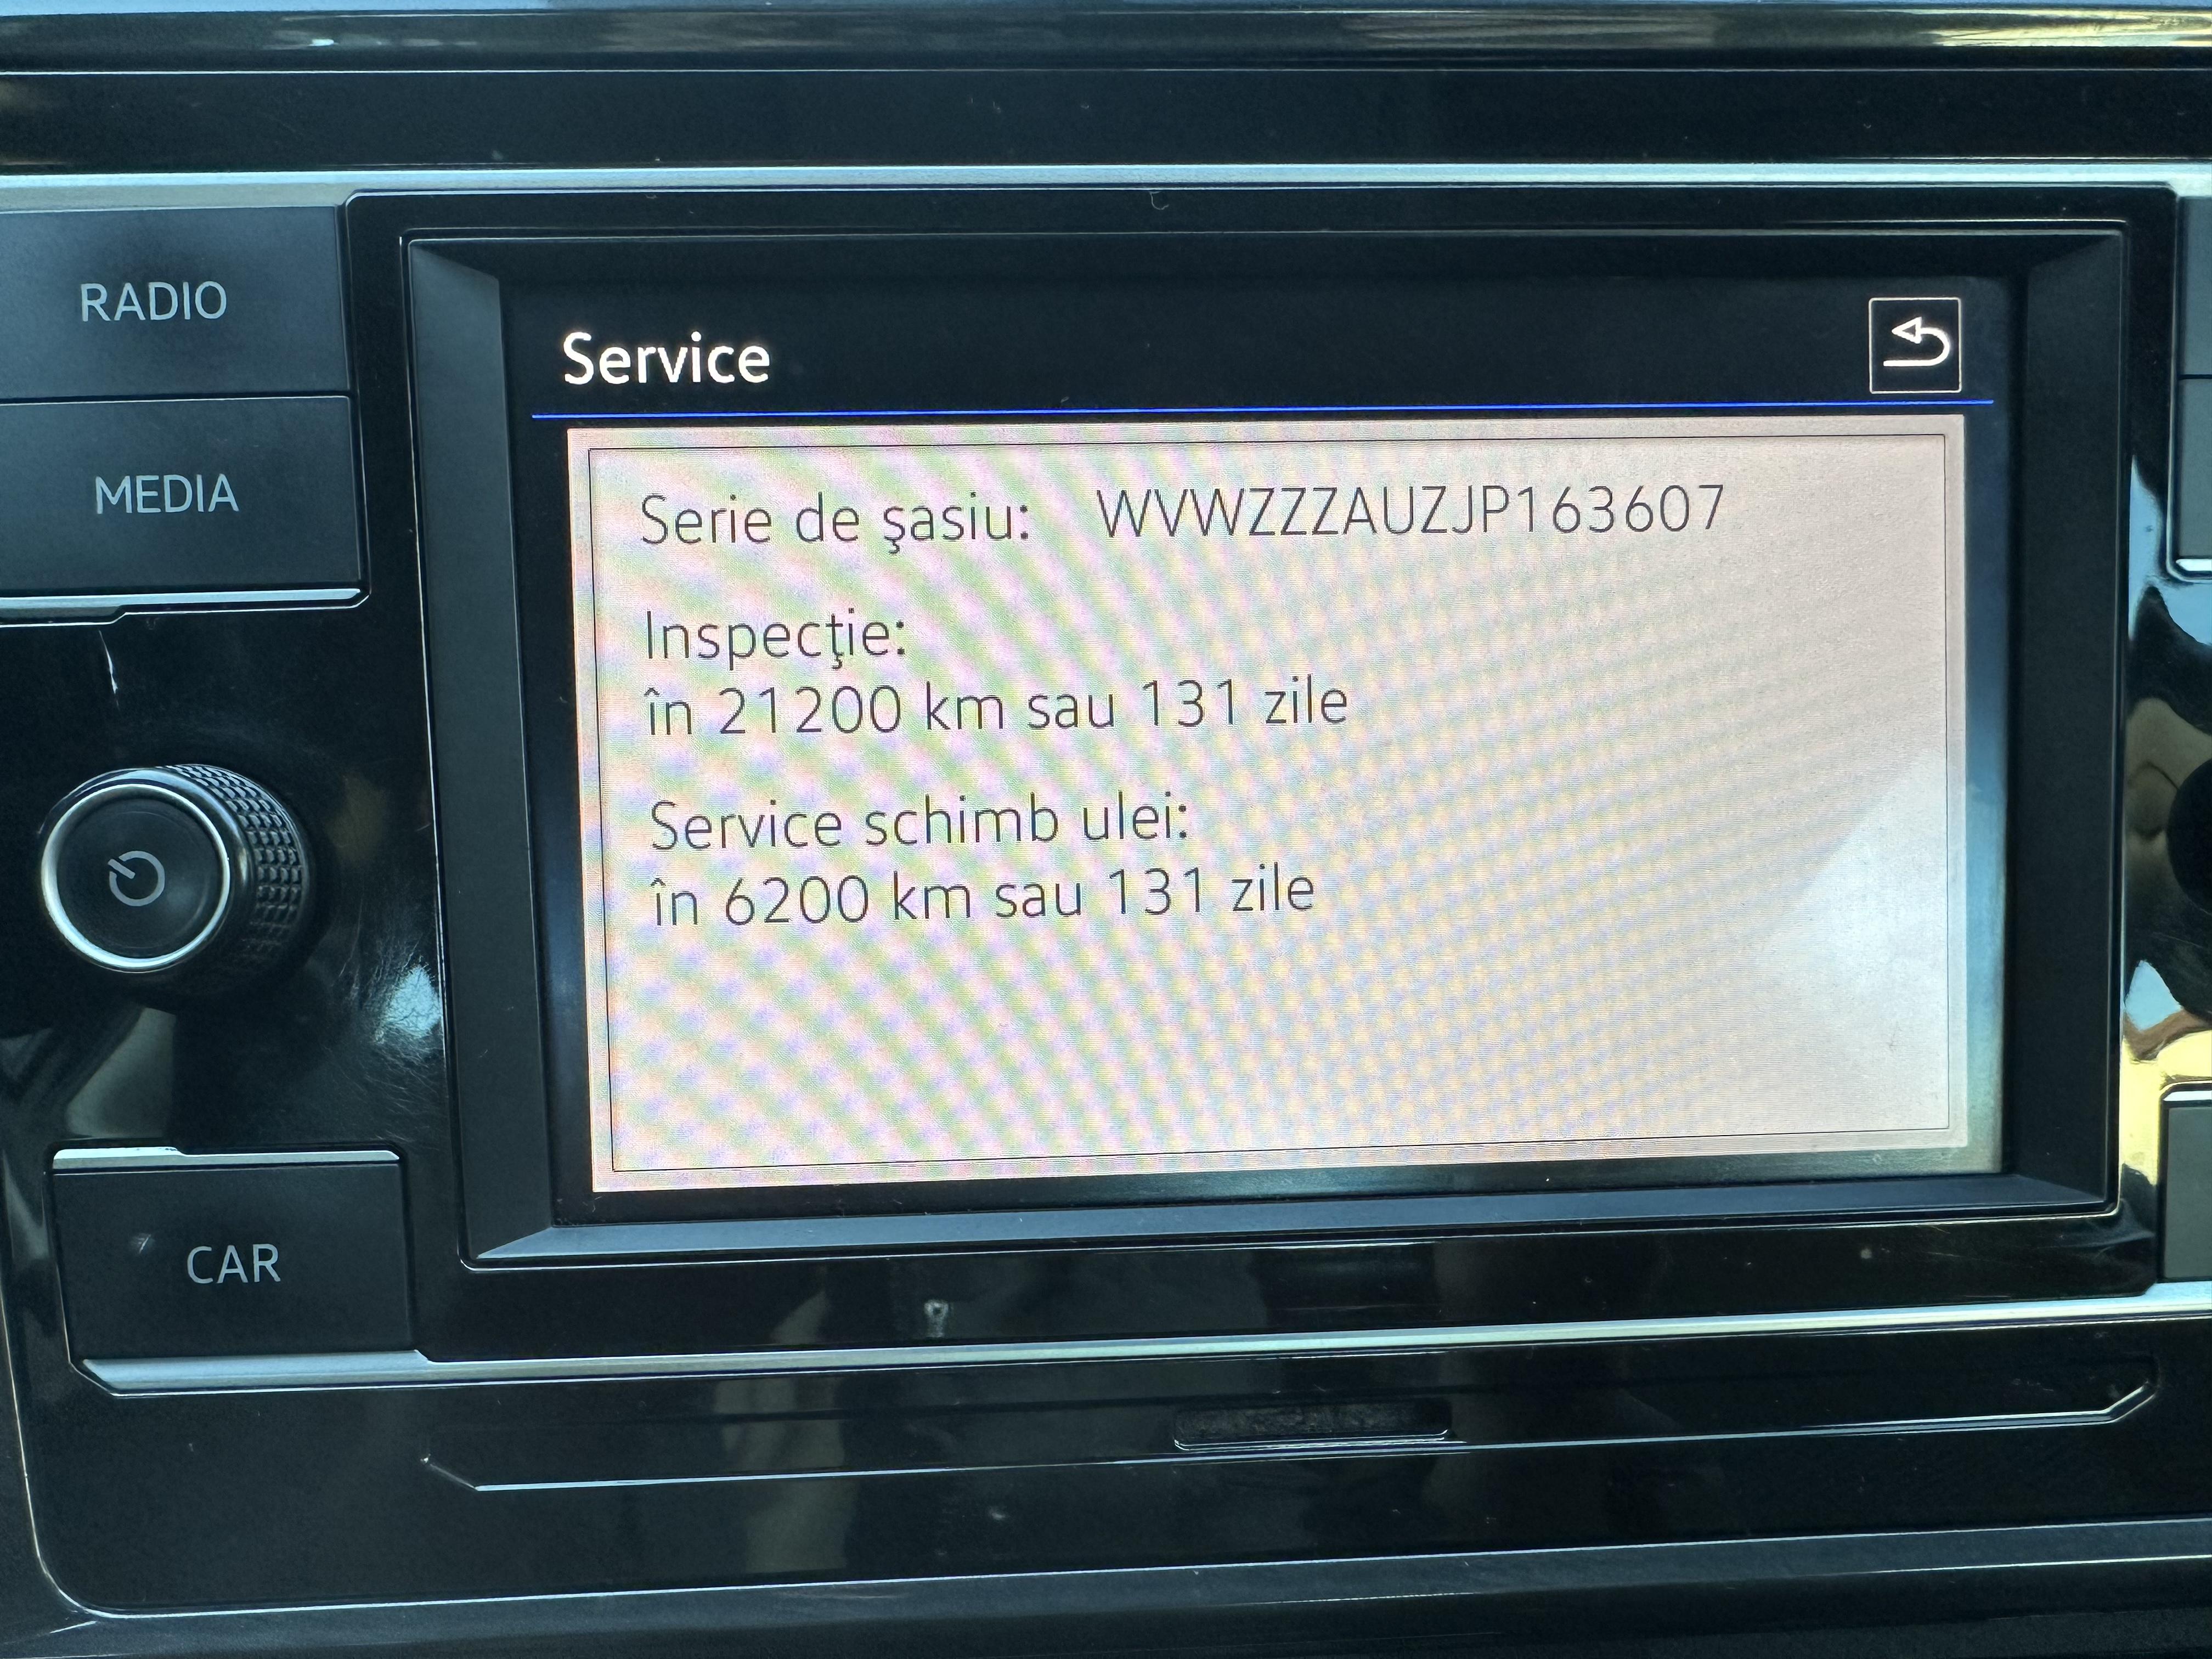 RADIO
MEDIA
CAR
Service
Serie de şasiu: WVWZZZAUZJP163607
Inspecţie:
în 21200 km sau 131 zile
Service schimb ulei:
în 6200 km sau 131 zile